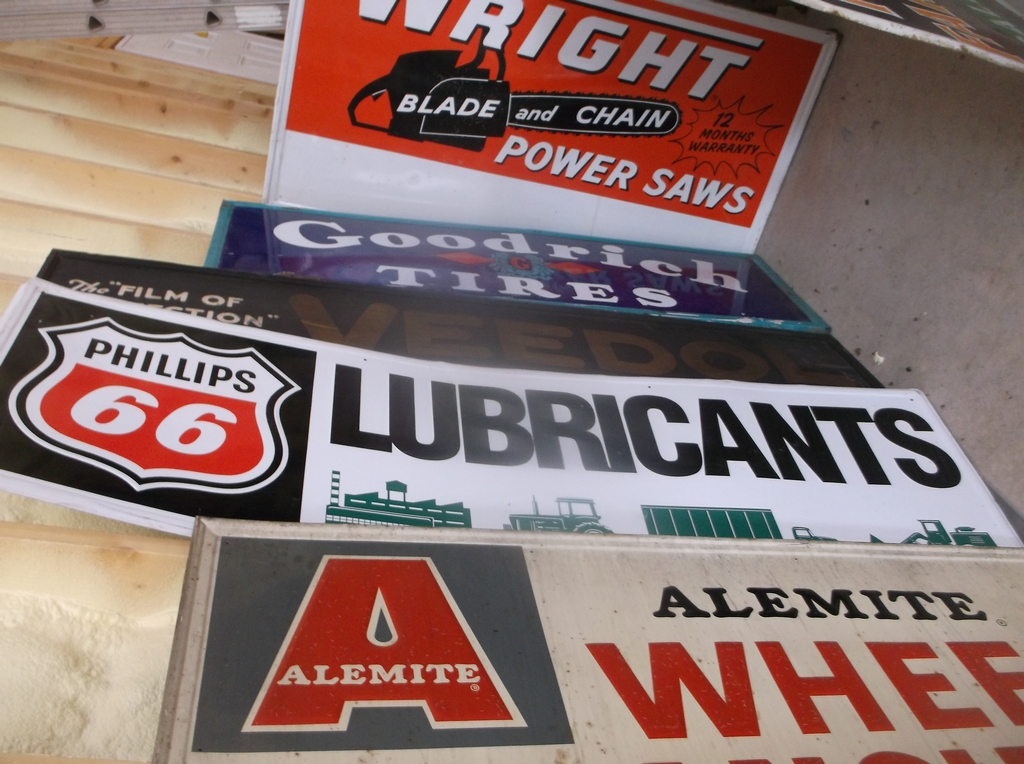 WRIGHT
BLADE and CHAIN
12
MONTHS
WARRANTY
POWER SAWS
Goodrich
TIRES
The "FILM OF
VEEDOL
PHILLIPS
66
LUBRICANTS
ALEMITE
ALEMITE